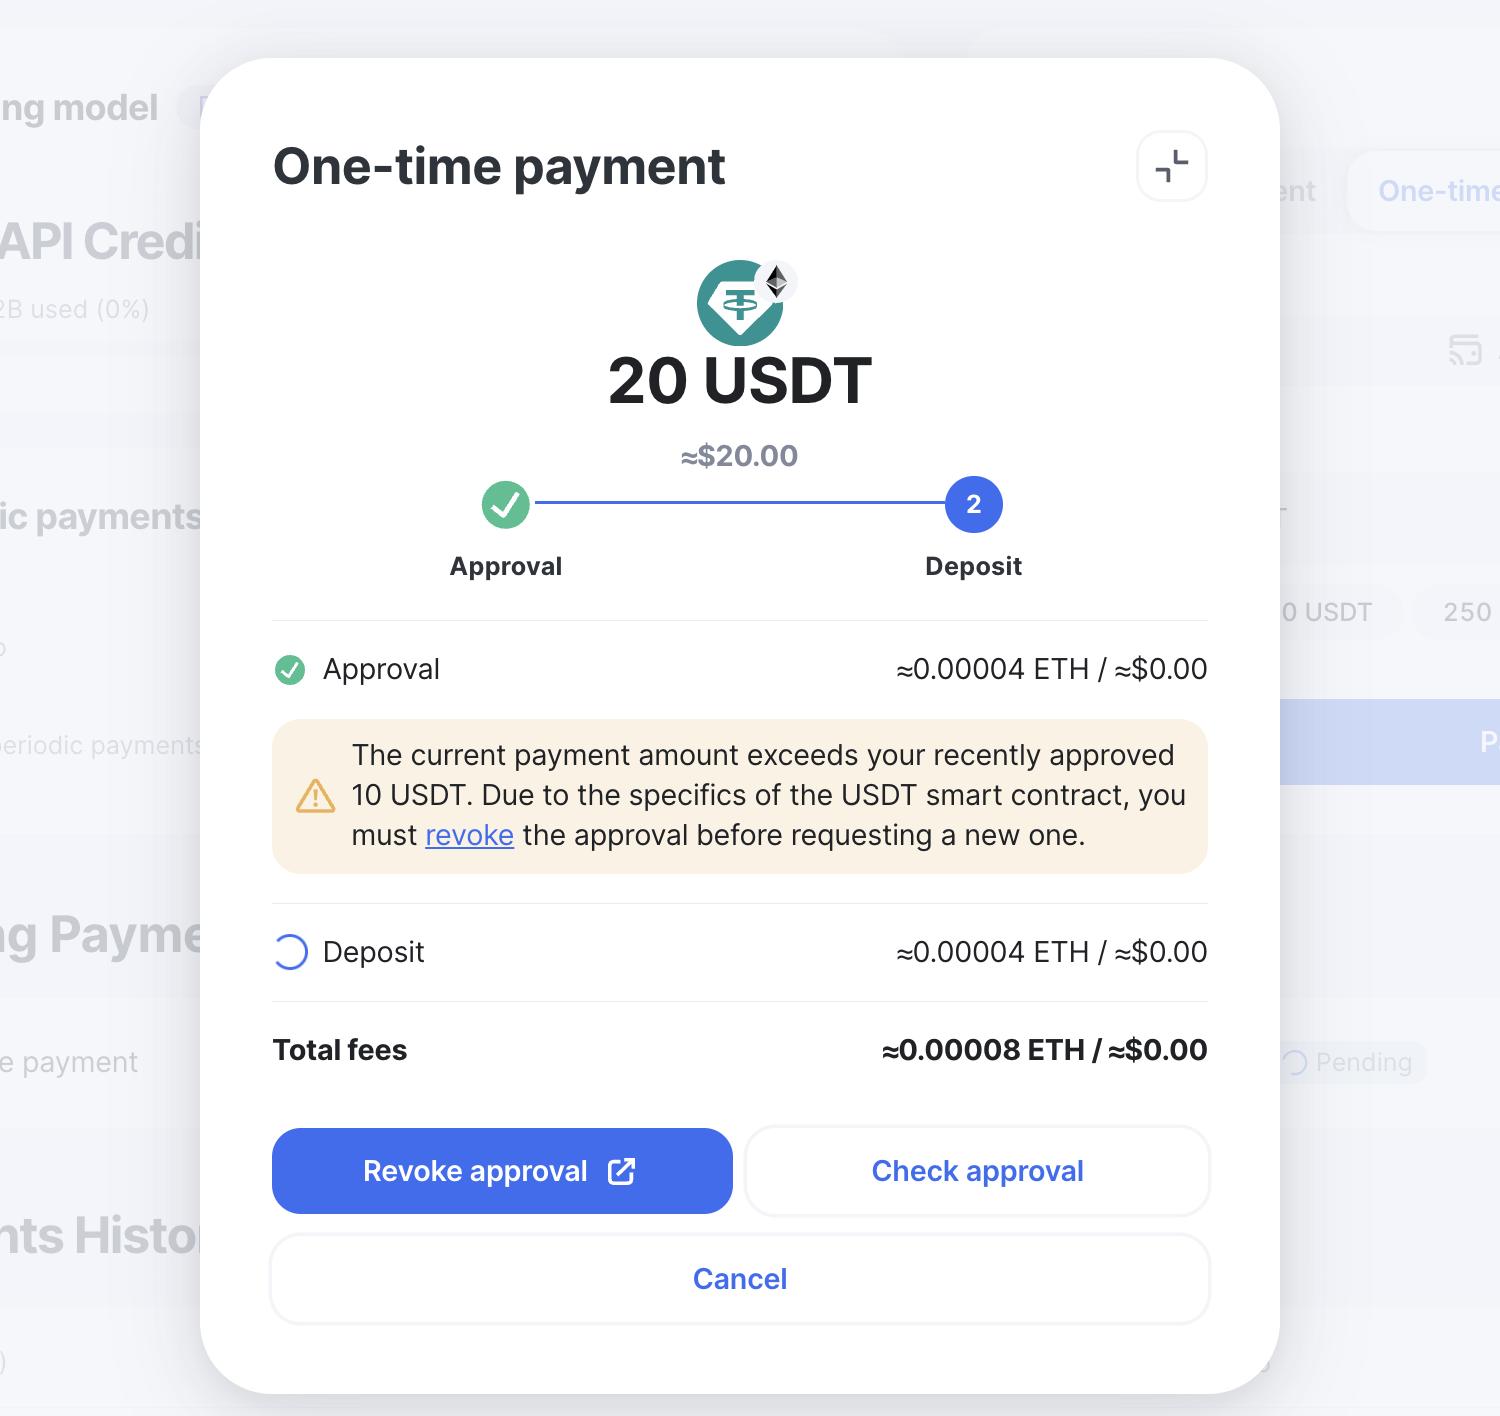 ng model
One-time payment
ent
One-time
API Credi
2B used (0%)
20 USDT
≈$20.00
2
Approval
Deposit
ic payments
0 USDT
250
Approval
≈0.00004 ETH / ≈$0.00
The current payment amount exceeds your recently approved
10 USDT. Due to the specifics of the USDT smart contract, you
must revoke the approval before requesting a new one.
eriodic payments
P
ng Payme
Deposit
≈0.00004 ETH / ≈$0.00
Total fees
≈0.00008 ETH / ≈$0.00
e payment
Pending
Revoke approval
Check approval
nts Histor
Cancel